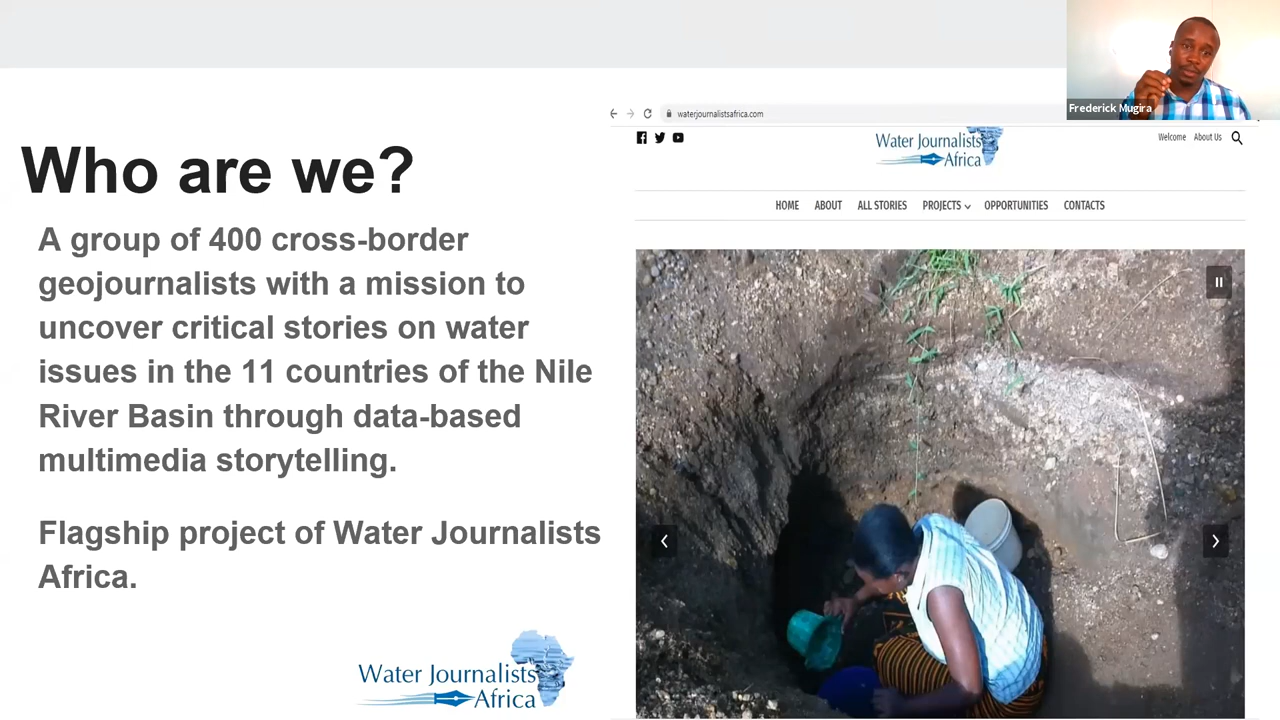 Frederick Mugira
waterjournalistsafrica.com
Water Journalists
Africa
Welcome
About Us
HOME
ABOUT
ALL STORIES
PROJECTS
OPPORTUNITIES
CONTACTS
Who are we?
A group of 400 cross-border
geojournalists with a mission to
uncover critical stories on water
issues in the 11 countries of the Nile
River Basin through data-based
multimedia storytelling.
Flagship project of Water Journalists
Africa.
Water Journalists
Africa